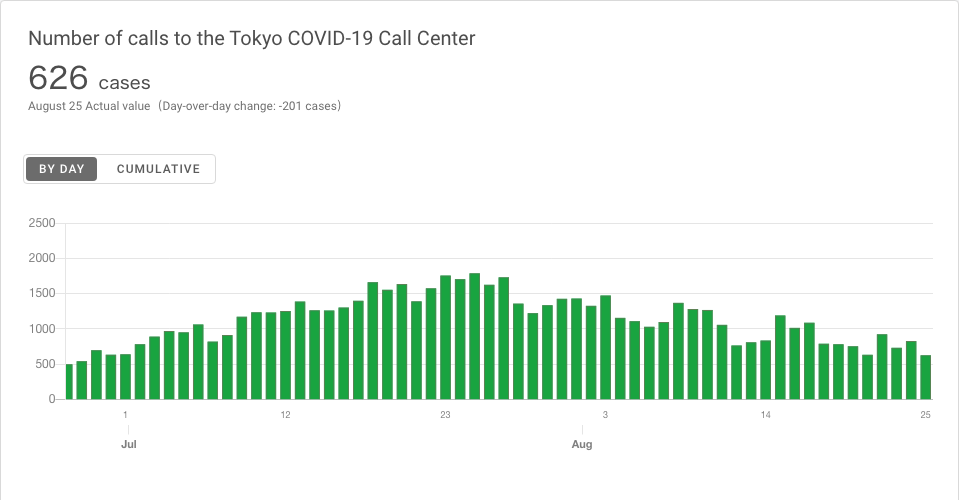 Number of calls to the Tokyo COVID-19 Call Center
626 cases
August 25 Actual value（Day-over-day change: -201 cases）
BY DAY CUMULATIVE
2500
2000
1500
1000
500
0
1 12 23 3 14 25
Jul Aug